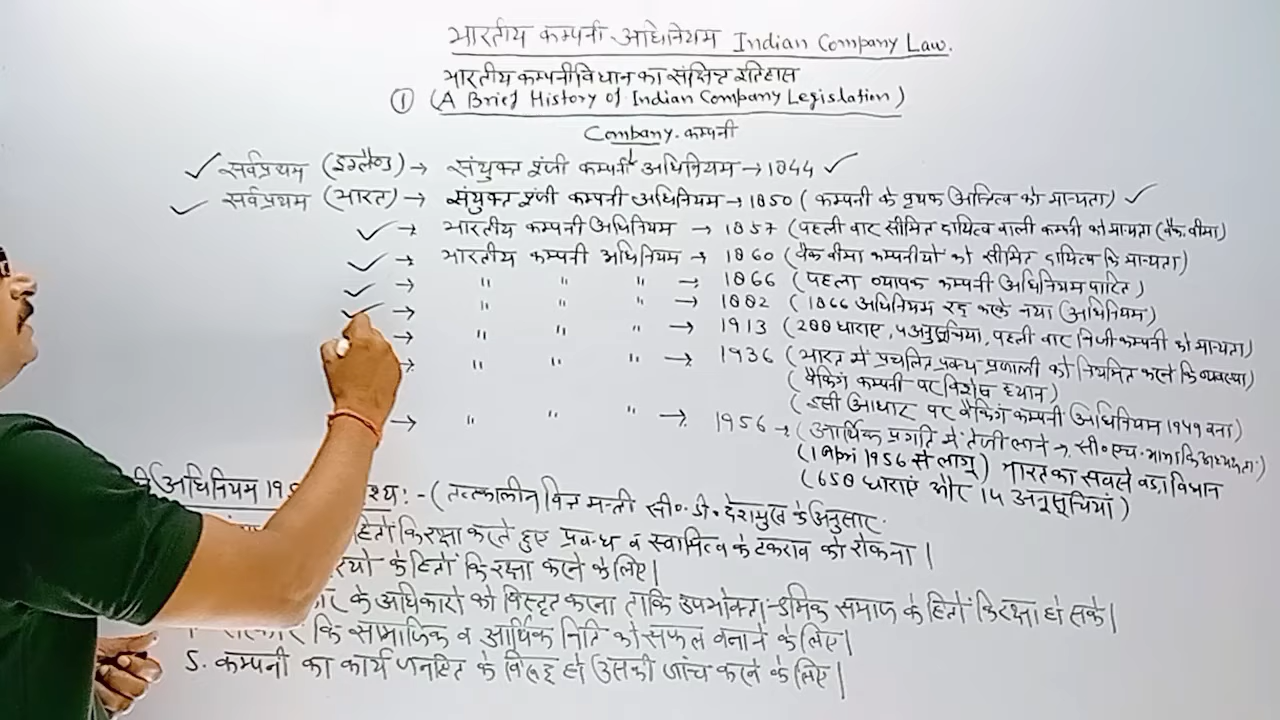 भारतीय कम्पनी अधिनियम Indian Company Law.
भारतीय कम्पनी विधान का संक्षिप्त इतिहास
① (A Brief History of Indian Company Legislation)
Company. कम्पनी
✓ सर्वप्रथम (इंग्लैण्ड) → संयुक्त पूंजी कम्पनी अधिनियम → 1844 ✓
✓ सर्वप्रथम (भारत) → संयुक्त पूंजी कम्पनी अधिनियम → 1850 (कम्पनी के पृथक अस्तित्व को मान्यता) ✓
✓ → भारतीय कम्पनी अधिनियम → 1857 (पहली बार सीमित दायित्व वाली कम्पनी को मान्यता (बैंक. बीमा)
✓ → भारतीय कम्पनी अधिनियम → 1860 (बैंक बीमा कम्पनीयों को सीमित दायित्व कि मान्यता)
✓ → " " " → 1866 (पहला व्यापक कम्पनी अधिनियम पारित)
✓ → " " " → 1882 (1866 अधिनियम रद्द करके नया अधिनियम)
→ " " " → 1913 (288 धाराए, 4 अनुसूचिया, पहली बार निजी कम्पनी को मान्यता)
→ " " " → 1936 (भारत में प्रचलित प्रबन्ध प्रणाली को नियमित करने कि व्यवस्था)
(बैंकिंग कम्पनी पर विशेष ध्यान)
(इसी आधार पर बैंकिंग कम्पनी अधिनियम 1949 बना)
→ " " " → 1956 → (आर्थिक प्रगति में तेजी लाने → सी॰ एच॰ भाभा कि अध्यक्षता)
(1 अप्रैल 1956 से लागू) भारत का सबसे बड़ा विधान
(658 धाराएं और 14 अनुसूचियां)
अधिनियम :- (तत्कालीन वित्त मन्त्री सी॰ डी॰ देशमुख के अनुसार
हितों कि रक्षा करते हुए प्रबन्ध व स्वामित्व के टकराव को रोकना।
के हितों कि रक्षा करने के लिए।
के अधिकारों को विस्तृत करना ताकि उपभोक्ता, श्रमिक समाज के हितों कि रक्षा हो सके।
कि सामाजिक व आर्थिक निति को सफल बनाने के लिए।
5. कम्पनी का कार्य जनहित के विरुद्ध हो उसकी जांच करने के लिए।